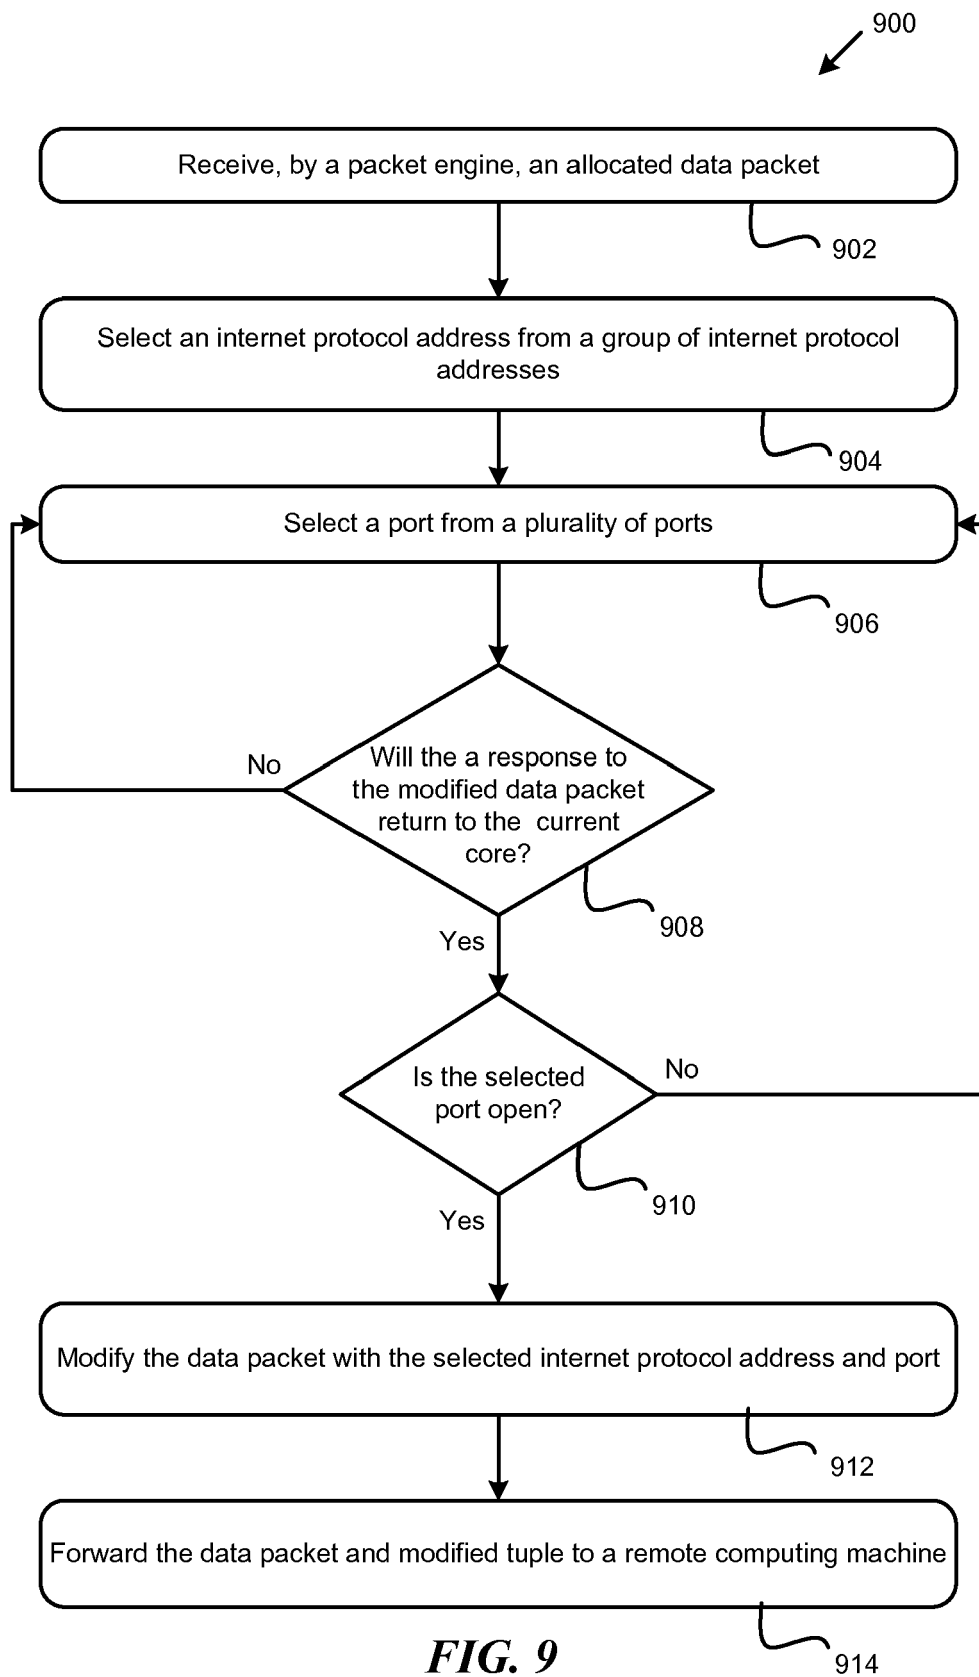 900
Receive, by a packet engine, an allocated data packet
902
Select an internet protocol address from a group of internet protocol
addresses
904
Select a port from a plurality of ports
906
No
Will the a response to
the modified data packet
return to the current
core?
908
Yes
Is the selected
port open?
No
910
Yes
Modify the data packet with the selected internet protocol address and port
912
Forward the data packet and modified tuple to a remote computing machine
914
FIG. 9